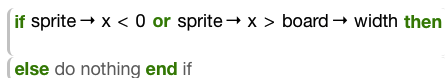 if sprite→x < 0 or sprite→x > board→width then
else do nothing end if